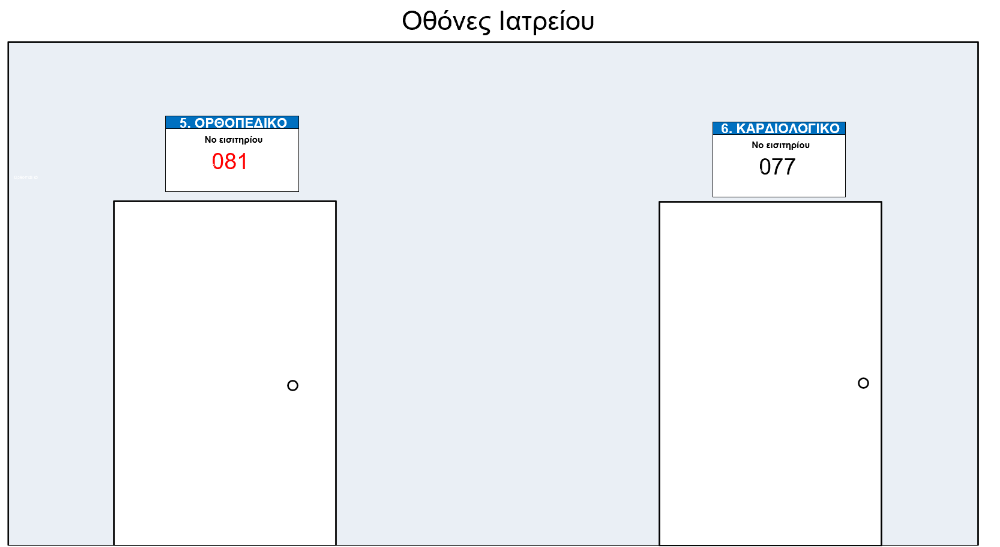 Οθόνες Ιατρείου
5. ΟΡΘΟΠΕΔΙΚΟ
Νο εισιτηρίου
081
6. ΚΑΡΔΙΟΛΟΓΙΚΟ
Νο εισιτηρίου
077